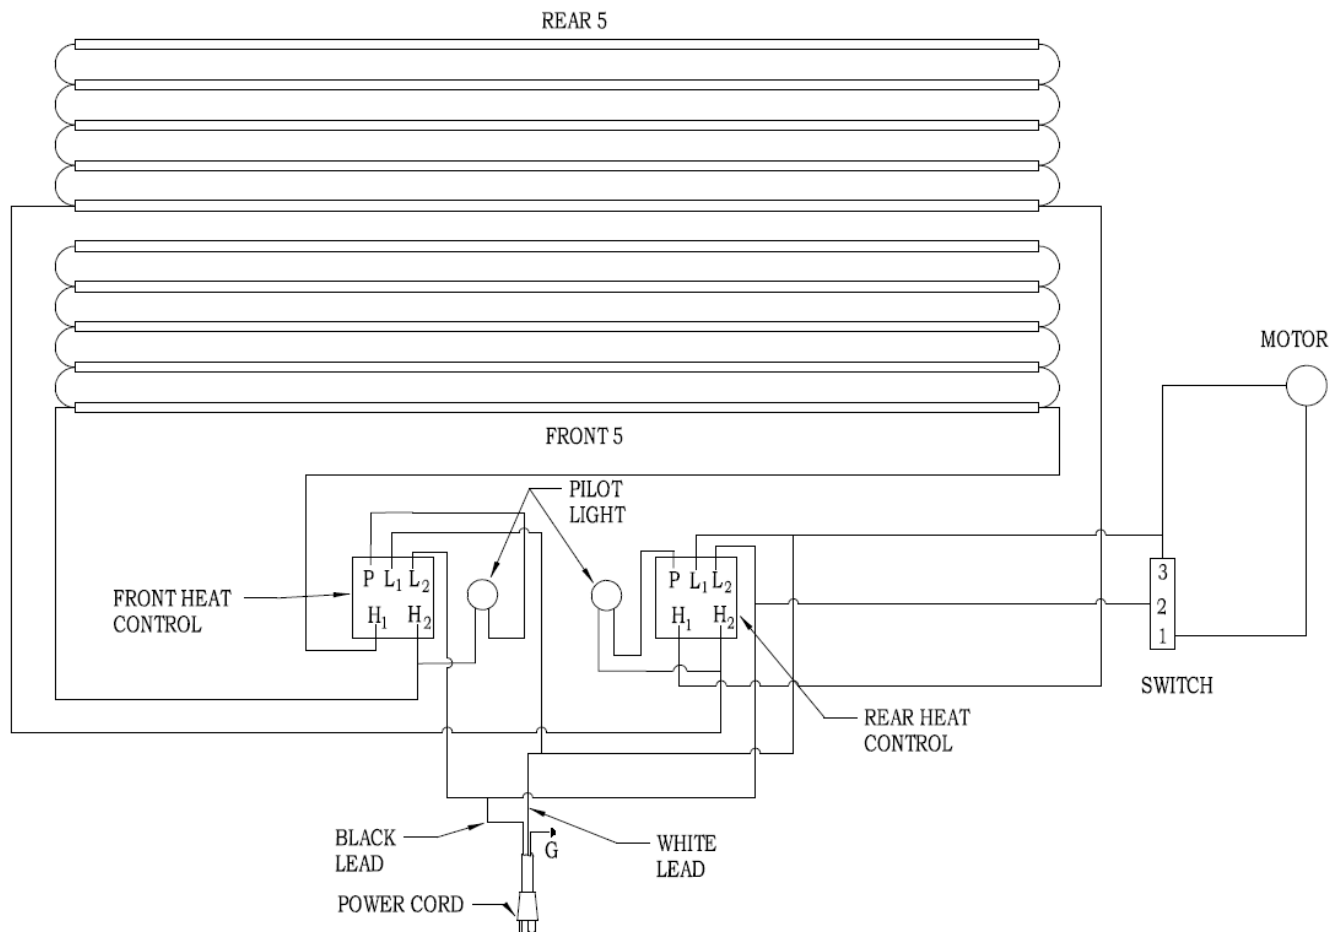 REAR 5
MOTOR
FRONT 5
PILOT
LIGHT
P L₁ L₂
H₁ H₂
FRONT HEAT
CONTROL
P L₁ L₂
H₁ H₂
3
2
1
SWITCH
REAR HEAT
CONTROL
BLACK
LEAD
G
WHITE
LEAD
POWER CORD